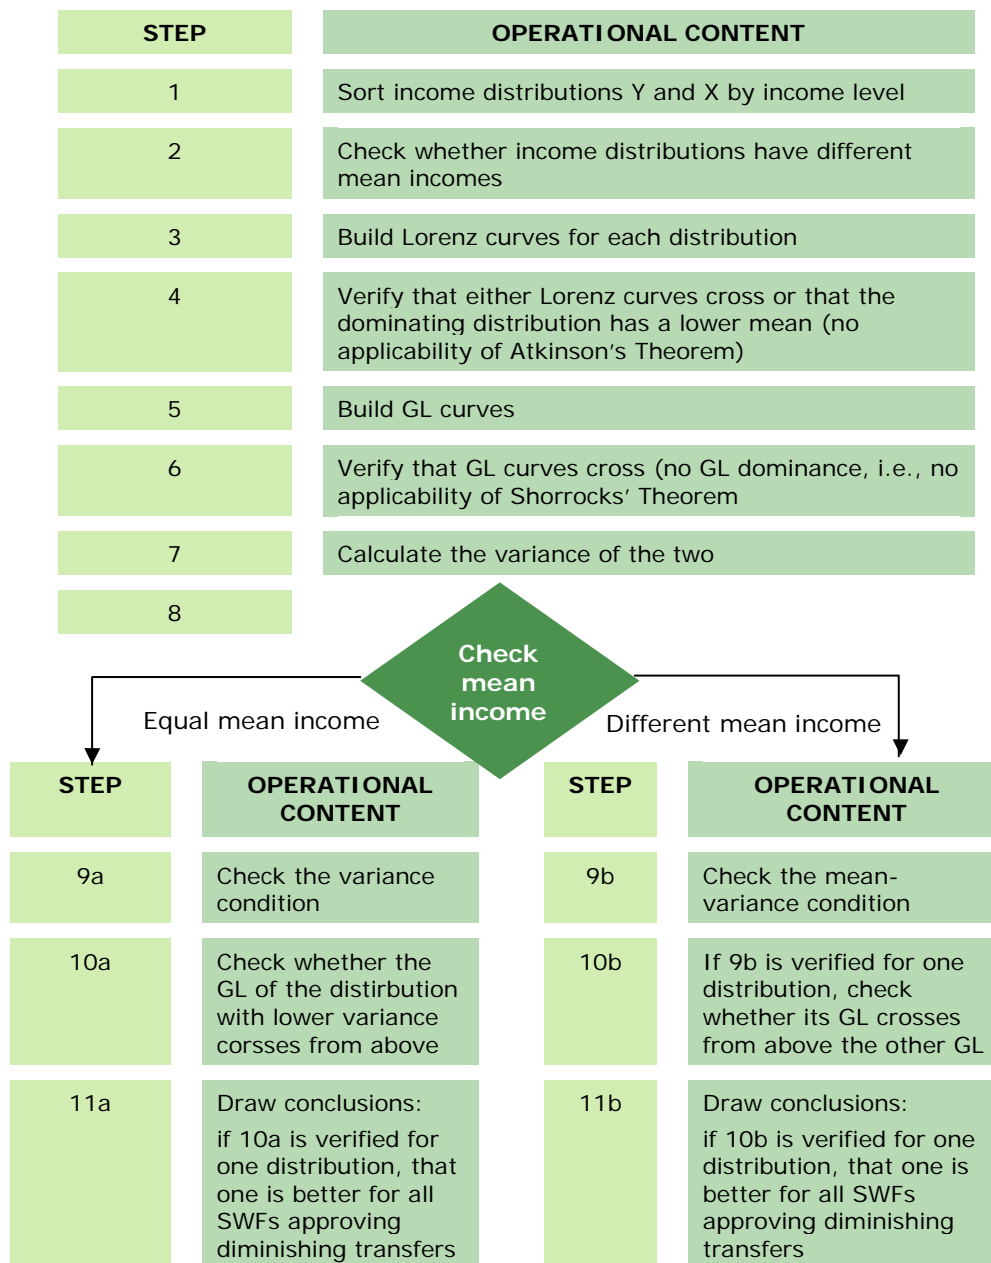 STEP
OPERATIONAL CONTENT
1
Sort income distributions Y and X by income level
2
Check whether income distributions have different
mean incomes
3
Build Lorenz curves for each distribution
4
Verify that either Lorenz curves cross or that the
dominating distribution has a lower mean (no
applicability of Atkinson's Theorem)
5
Build GL curves
6
Verify that GL curves cross (no GL dominance, i.e., no
applicability of Shorrocks' Theorem
7
Calculate the variance of the two
8
Check
mean
income
Equal mean income
Different mean income
STEP
OPERATIONAL
CONTENT
9a
Check the variance
condition
10a
Check whether the
GL of the distirbution
with lower variance
corsses from above
11a
Draw conclusions:
if 10a is verified for
one distribution, that
one is better for all
SWFs approving
diminishing transfers
STEP
OPERATIONAL
CONTENT
9b
Check the mean-
variance condition
10b
If 9b is verified for one
distribution, check
whether its GL crosses
from above the other GL
11b
Draw conclusions:
if 10b is verified for one
distribution, that one is
better for all SWFs
approving diminishing
transfers